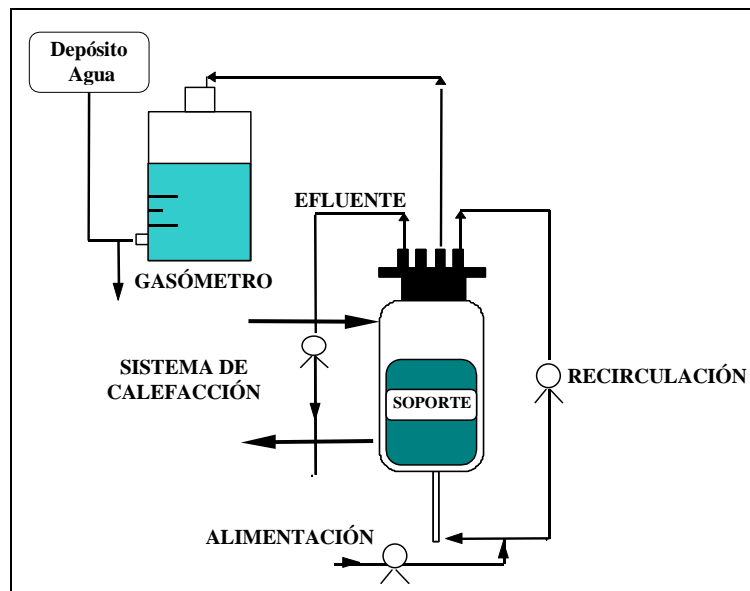 Depósito
Agua
EFLUENTE
GASÓMETRO
SISTEMA DE
CALEFACCIÓN
SOPORTE
RECIRCULACIÓN
ALIMENTACIÓN